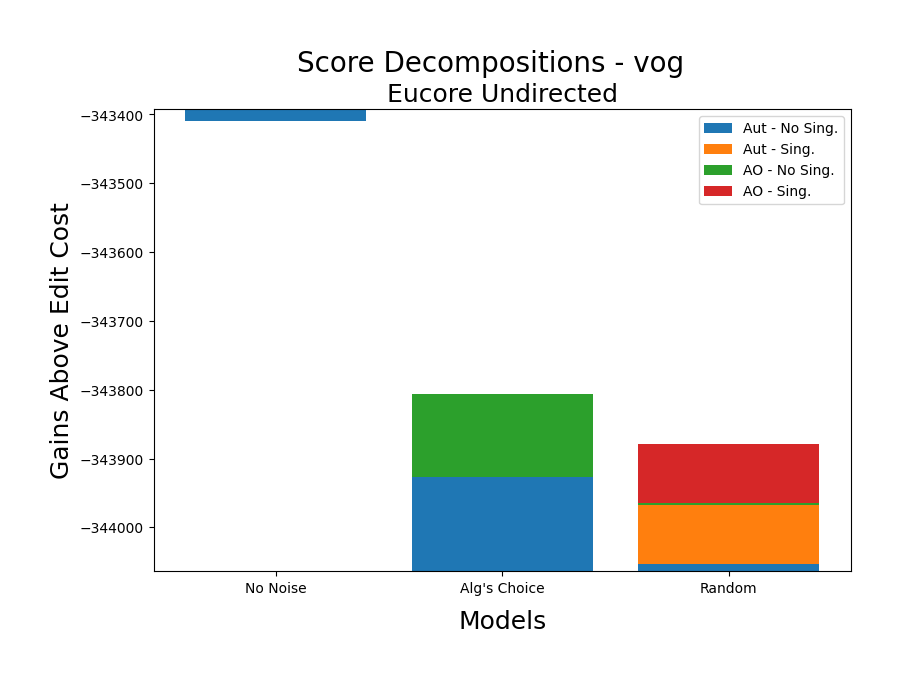 Score Decompositions - vog
Eucore Undirected
Gains Above Edit Cost
−343400
−343500
−343600
−343700
−343800
−343900
−344000
Aut - No Sing.
Aut - Sing.
AO - No Sing.
AO - Sing.
No Noise
Alg's Choice
Random
Models